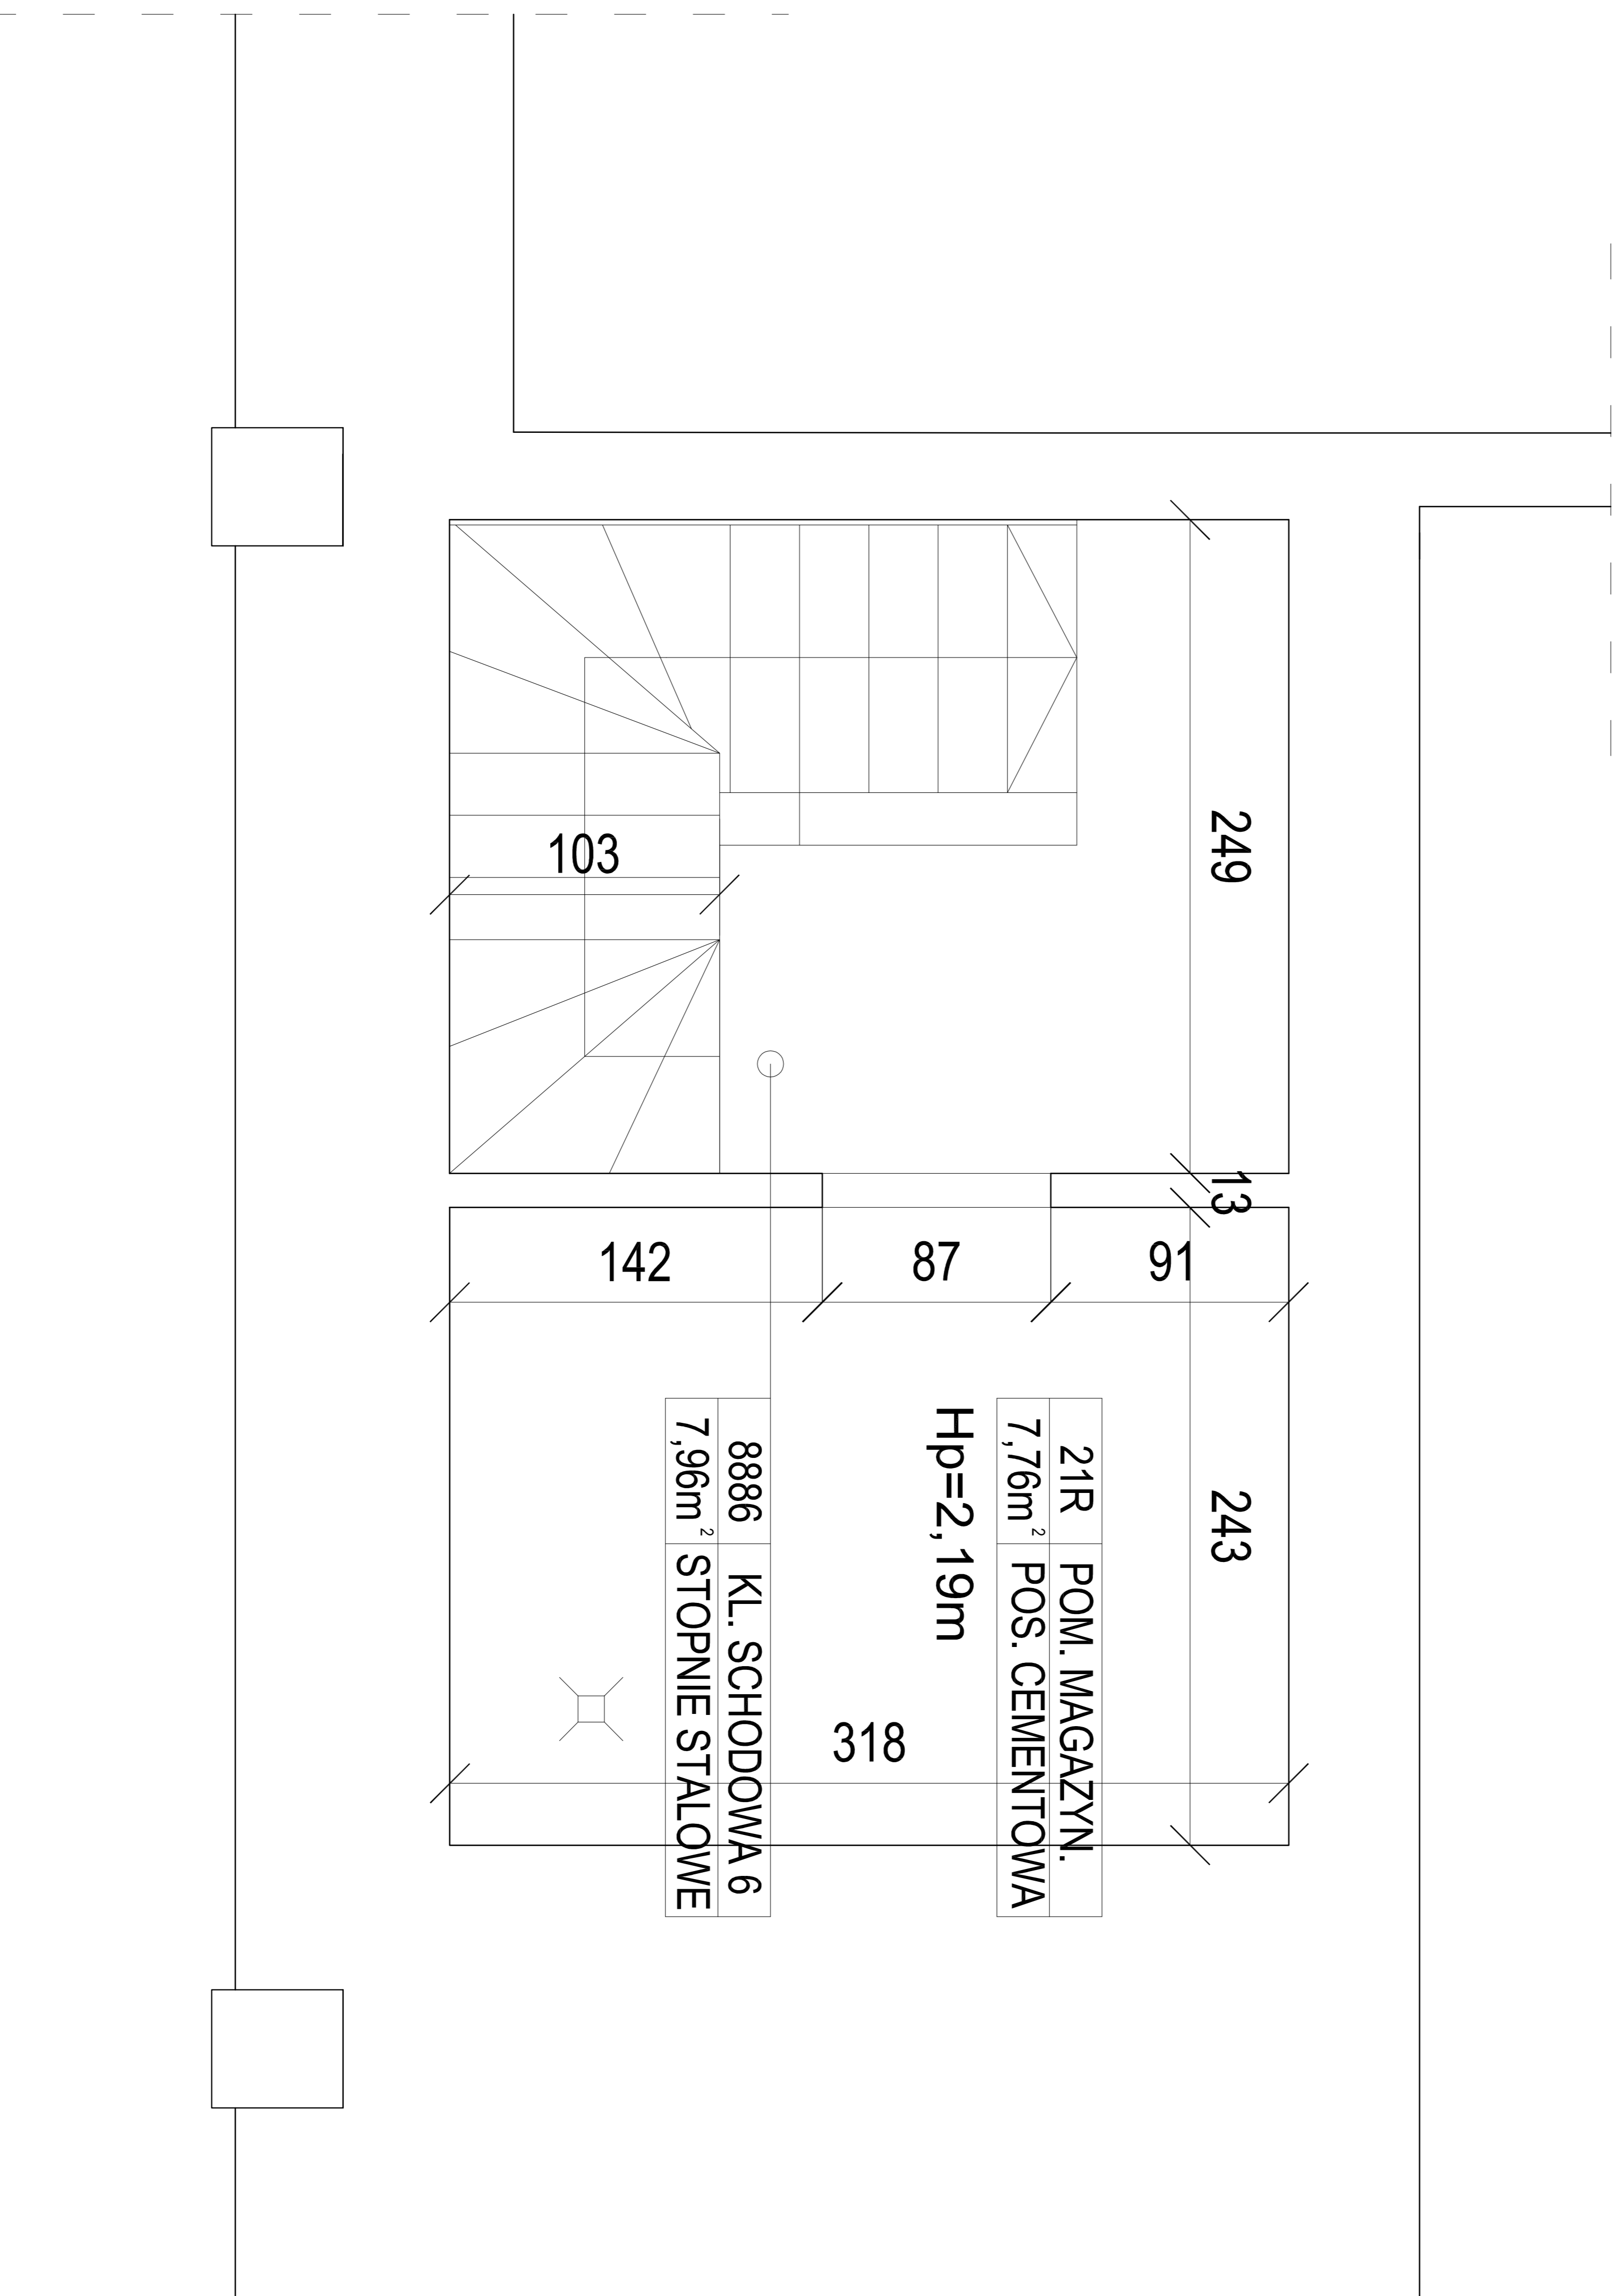 103
249
13
142
87
91
21R POM. MAGAZYN.
7,76m² POS. CEMENTOWA
Hp=2,19m
8886 KL. SCHODOWA 6
7,96m² STOPNIE STALOWE
243
318